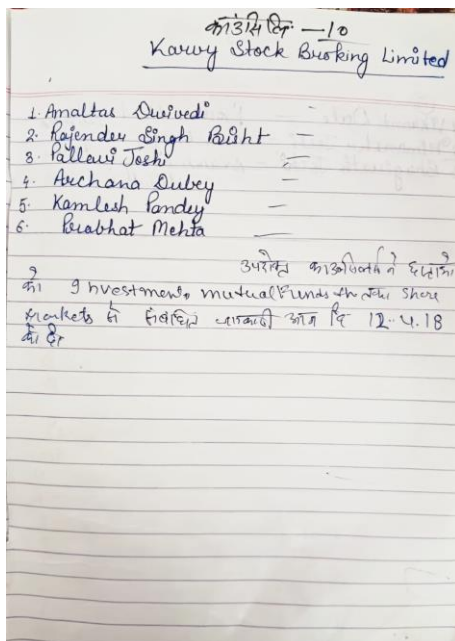 काउंसिलिंग —10
Karvy Stock Broking Limited
1. Amaltas Dwivedi –
2. Rajender Singh Bisht –
3. Pallavi Joshi –
4. Archana Dubey –
5. Kamlesh Pandey –
6. Prabhat Mehta –
उपरोक्त ने
को Investment, mutual Funds तथा Share
markets से संबंधित जानकारी आज दि 12.4.18
को दी